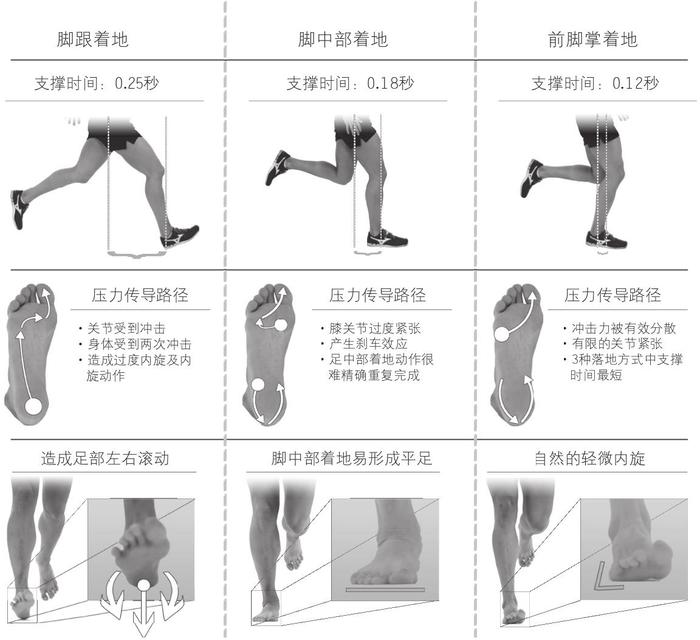 脚跟着地
脚中部着地
前脚掌着地
支撑时间：0.25秒
支撑时间：0.18秒
支撑时间：0.12秒
压力传导路径
・关节受到冲击
・身体受到两次冲击
・造成过度内旋及内
旋动作
压力传导路径
・膝关节过度紧张
・产生刹车效应
・足中部着地动作很
难精确重复完成
压力传导路径
・冲击力被有效分散
・有限的关节紧张
・3种落地方式中支撑
时间最短
造成足部左右滚动
脚中部着地易形成平足
自然的轻微内旋